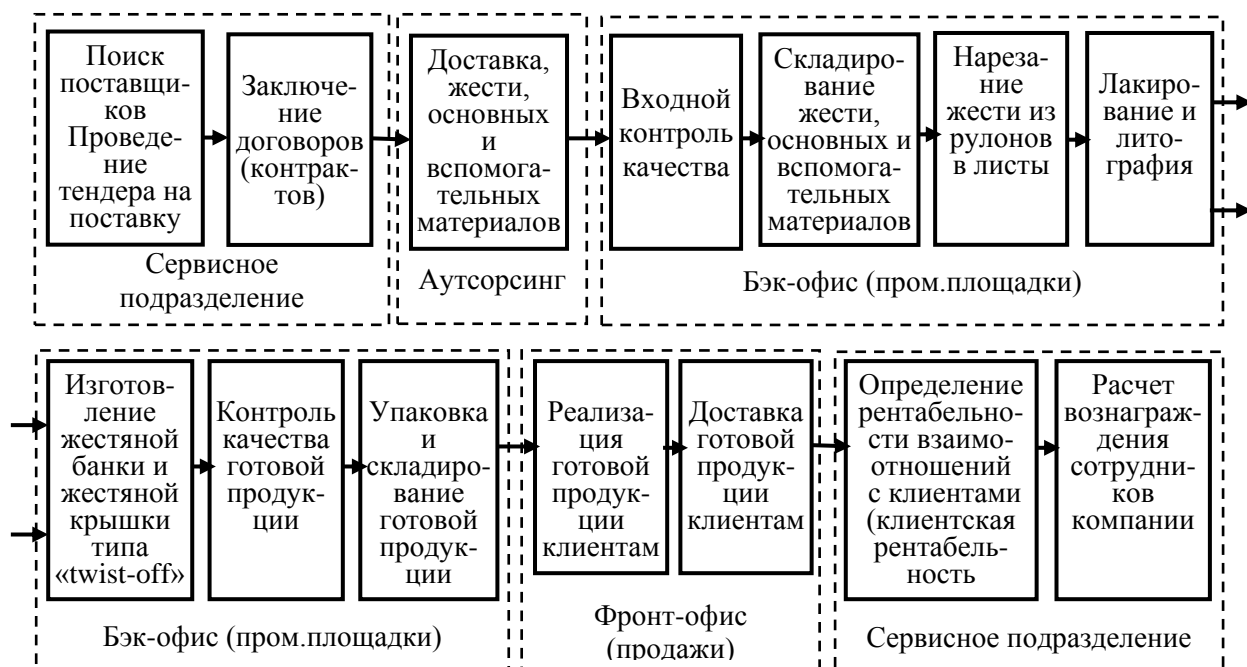 Поиск
поставщи-
ков
Проведе-
ние
тендера на
поставку
Заключе-
ние
договоров
(контрак-
тов)
Сервисное
подразделение
Доставка,
жести,
основных
и
вспомога-
тельных
материалов
Аутсорсинг
Входной
контроль
качества
Складиро-
вание
жести,
основных и
вспомога-
тельных
материалов
Нареза-
ние
жести из
рулонов
в листы
Лакиро-
вание и
лито-
графия
Бэк-офис (пром.площадки)
Изготов-
ление
жестяной
банки и
жестяной
крышки
типа
«twist-off»
Контроль
качества
готовой
продук-
ции
Упаковка
и
складиро-
вание
готовой
продук-
ции
Бэк-офис (пром.площадки)
Реализа-
ция
готовой
продук-
ции
клиентам
Доставка
готовой
продук-
ции
клиентам
Фронт-офис
(продажи)
Определение
рентабельно-
сти взаимо-
отношений
с клиентами
(клиентская
рентабель-
ность
Расчет
вознаграж-
дения
сотрудни-
ков
компании
Сервисное подразделение